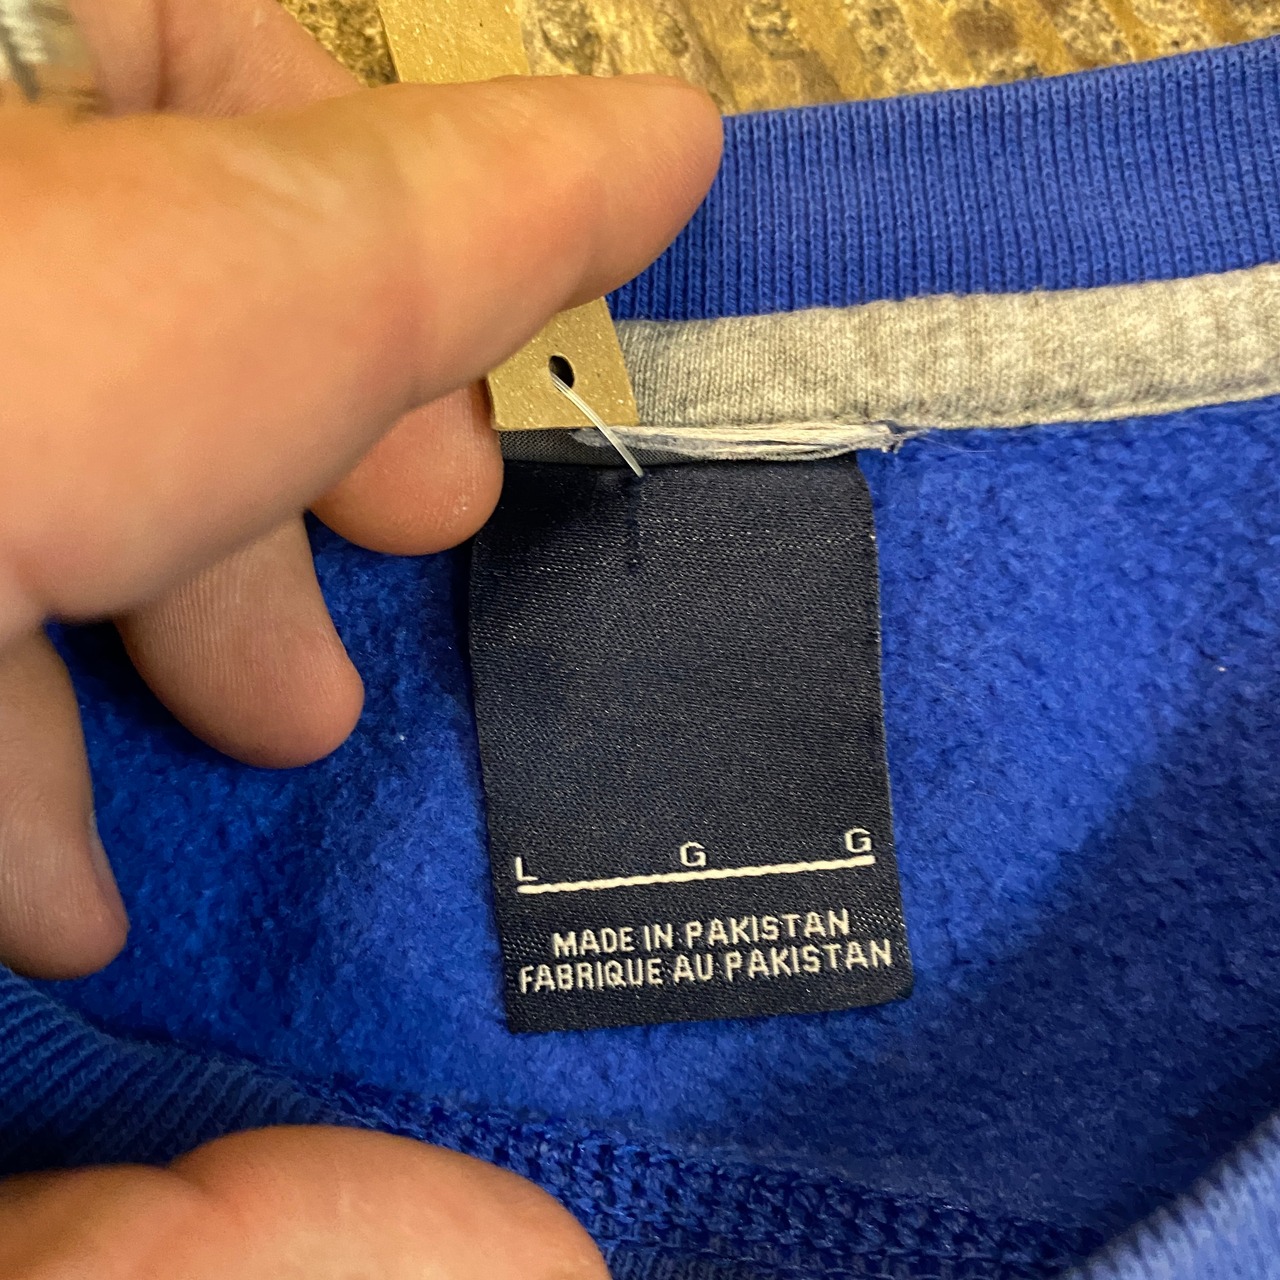 L G G
MADE IN PAKISTAN
FABRIQUE AU PAKISTAN